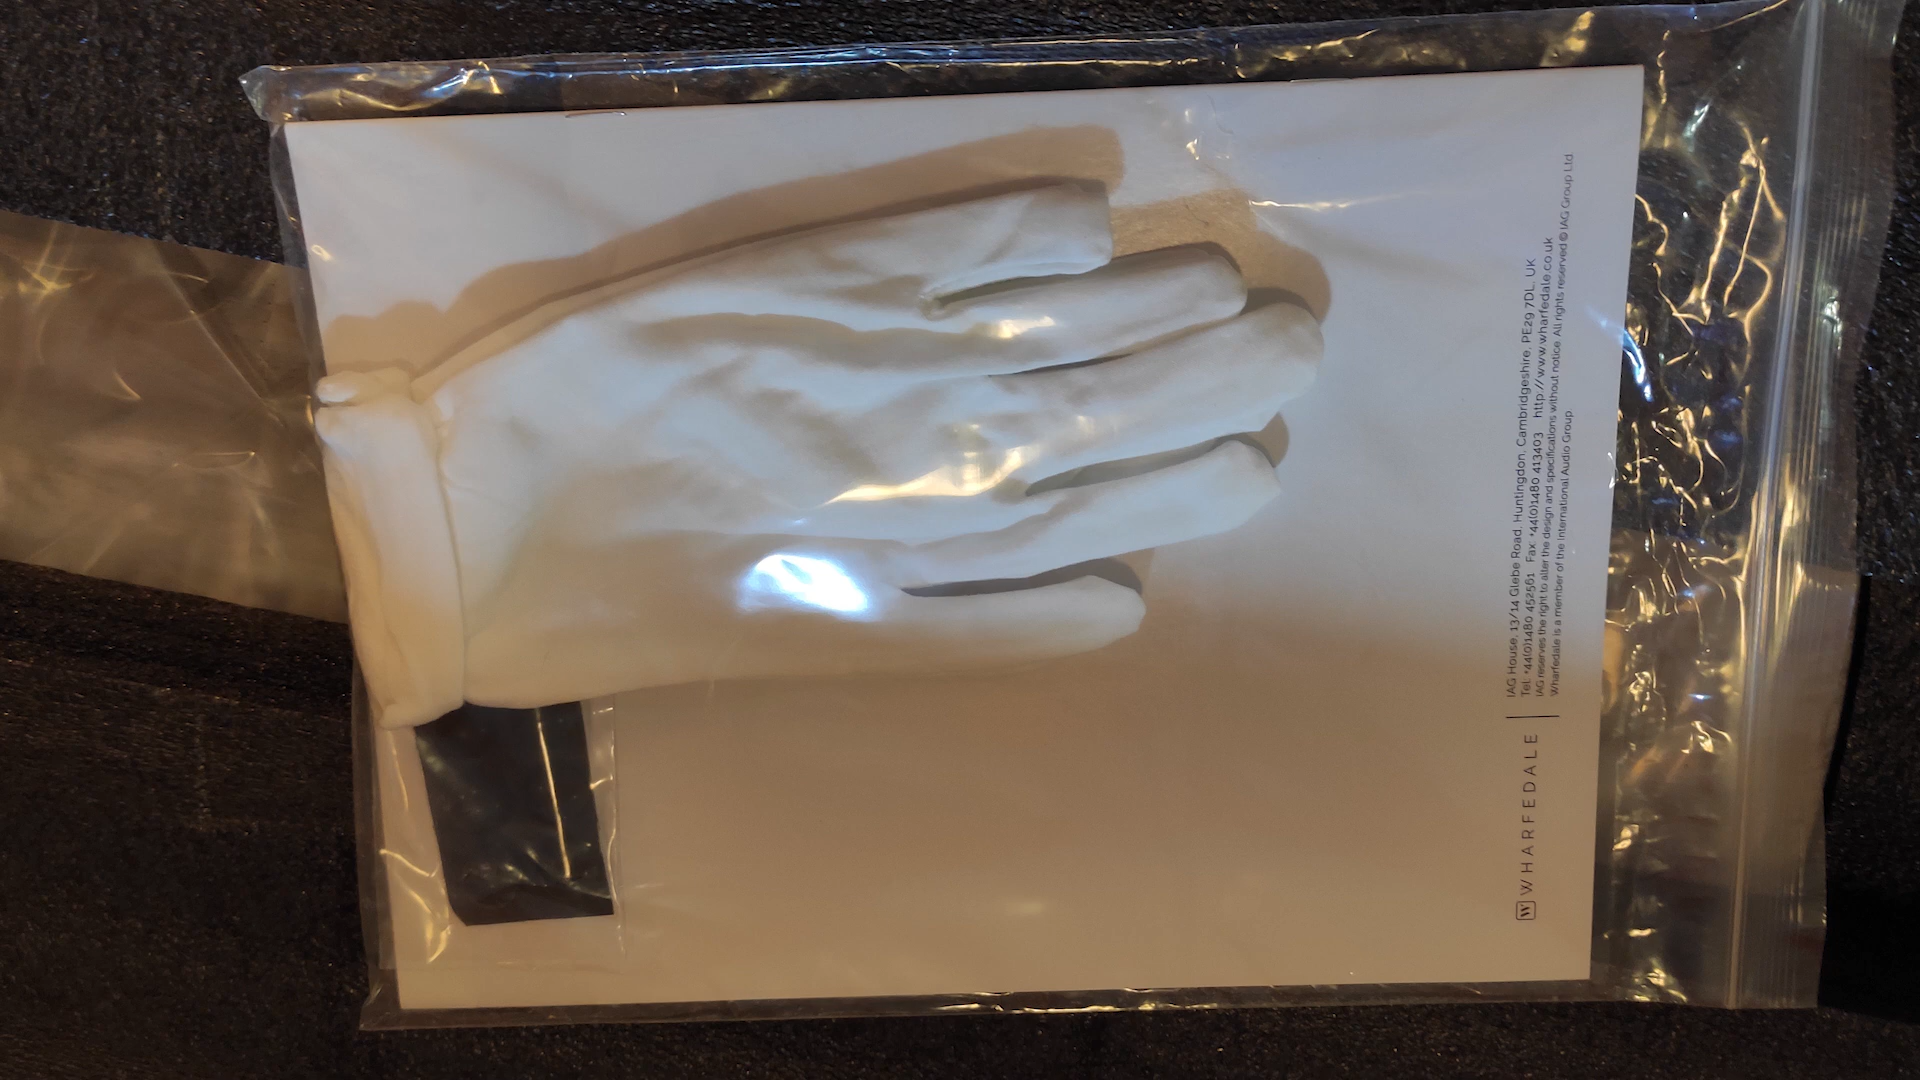 W WHARFEDALE
IAG House, 13/14 Glebe Road, Huntingdon, Cambridgeshire, PE29 7DL, UK
Tel: +44(0)1480 452561 Fax: +44(0)1480 413403 http://www.wharfedale.co.uk
IAG reserves the right to alter the design and specifications without notice. All rights reserved © IAG Group Ltd.
Wharfedale is a member of the International Audio Group.